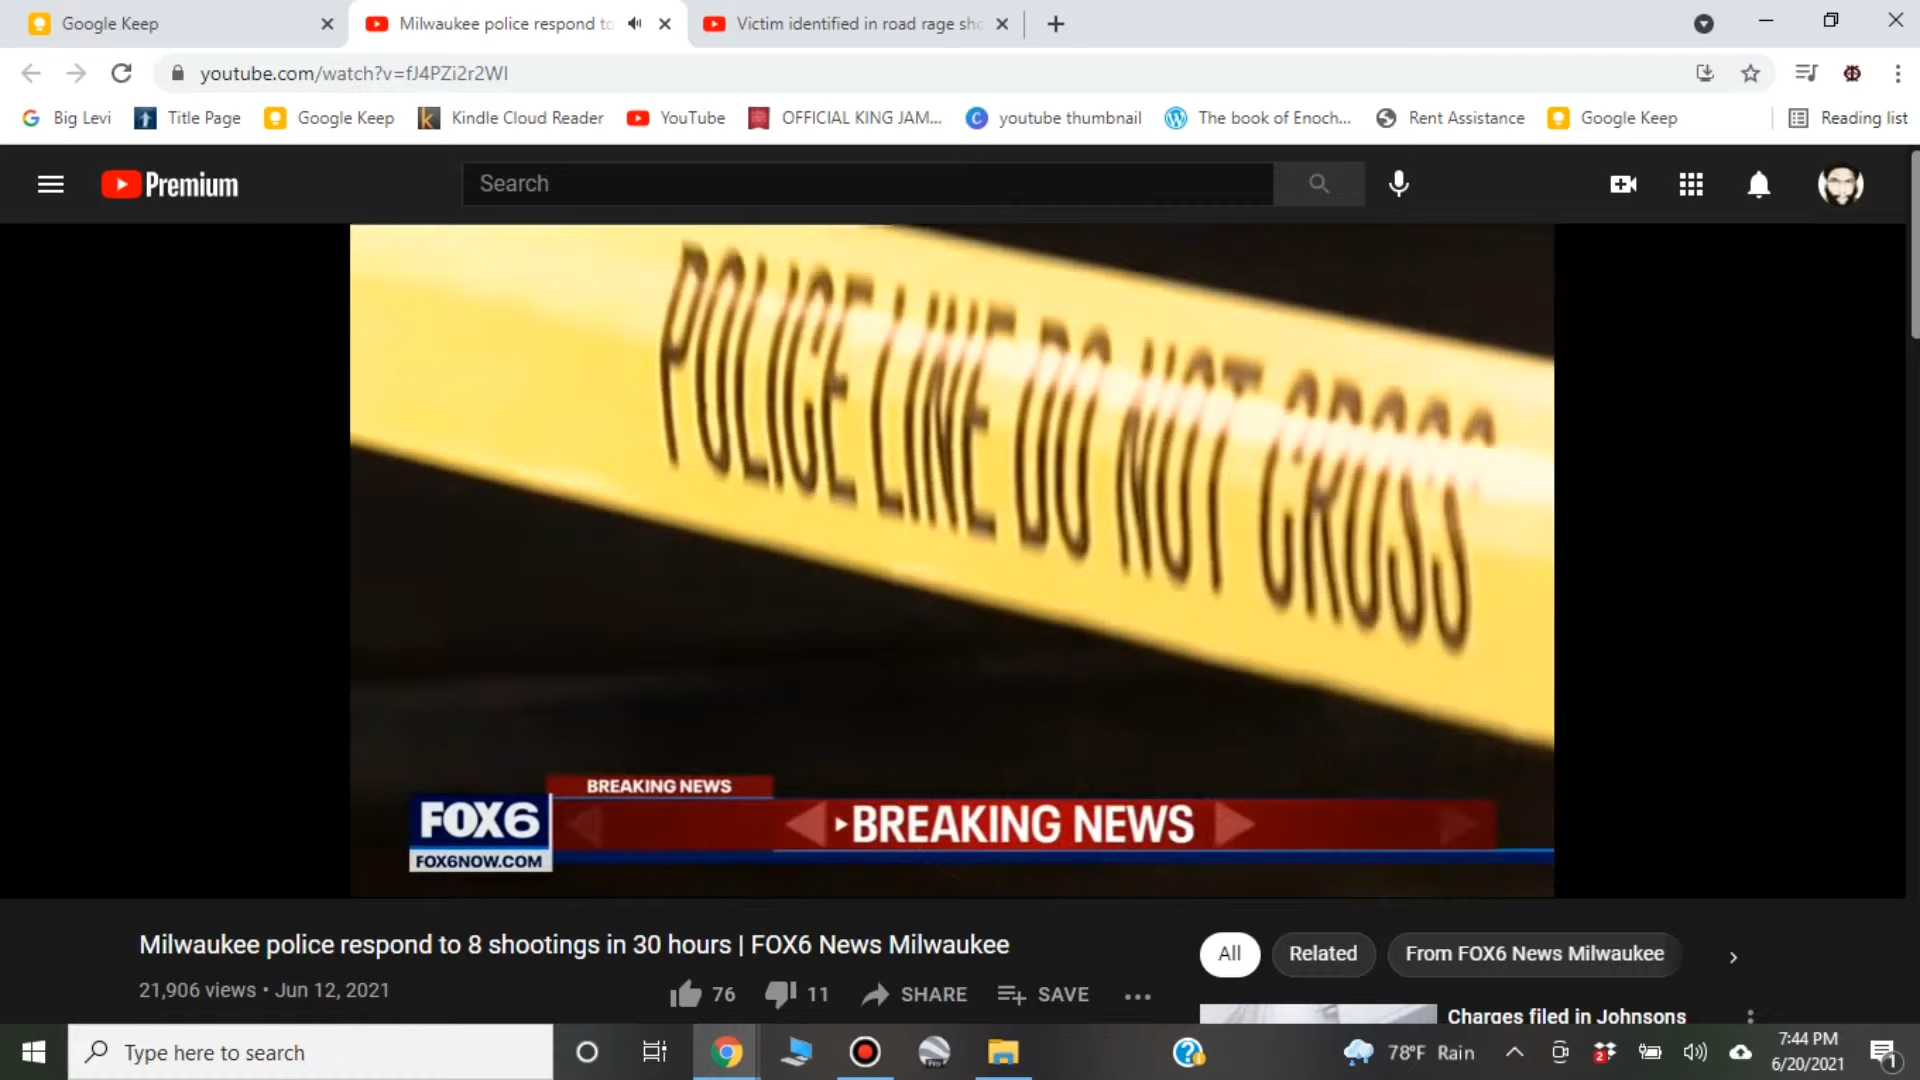 Google Keep
Milwaukee police respond to
Victim identified in road rage sho
youtube.com/watch?v=fJ4PZi2r2WI
Big Levi
Title Page
Google Keep
Kindle Cloud Reader
YouTube
OFFICIAL KING JAM...
youtube thumbnail
The book of Enoch...
Rent Assistance
Google Keep
Reading list
Premium
Search
POLICE LINE DO NOT CROSS
BREAKING NEWS
FOX6
BREAKING NEWS
FOX6NOW.COM
Milwaukee police respond to 8 shootings in 30 hours | FOX6 News Milwaukee
21,906 views • Jun 12, 2021
76
11
SHARE
SAVE
All
Related
From FOX6 News Milwaukee
Charges filed in Johnsons
Type here to search
78°F Rain
7:44 PM
6/20/2021